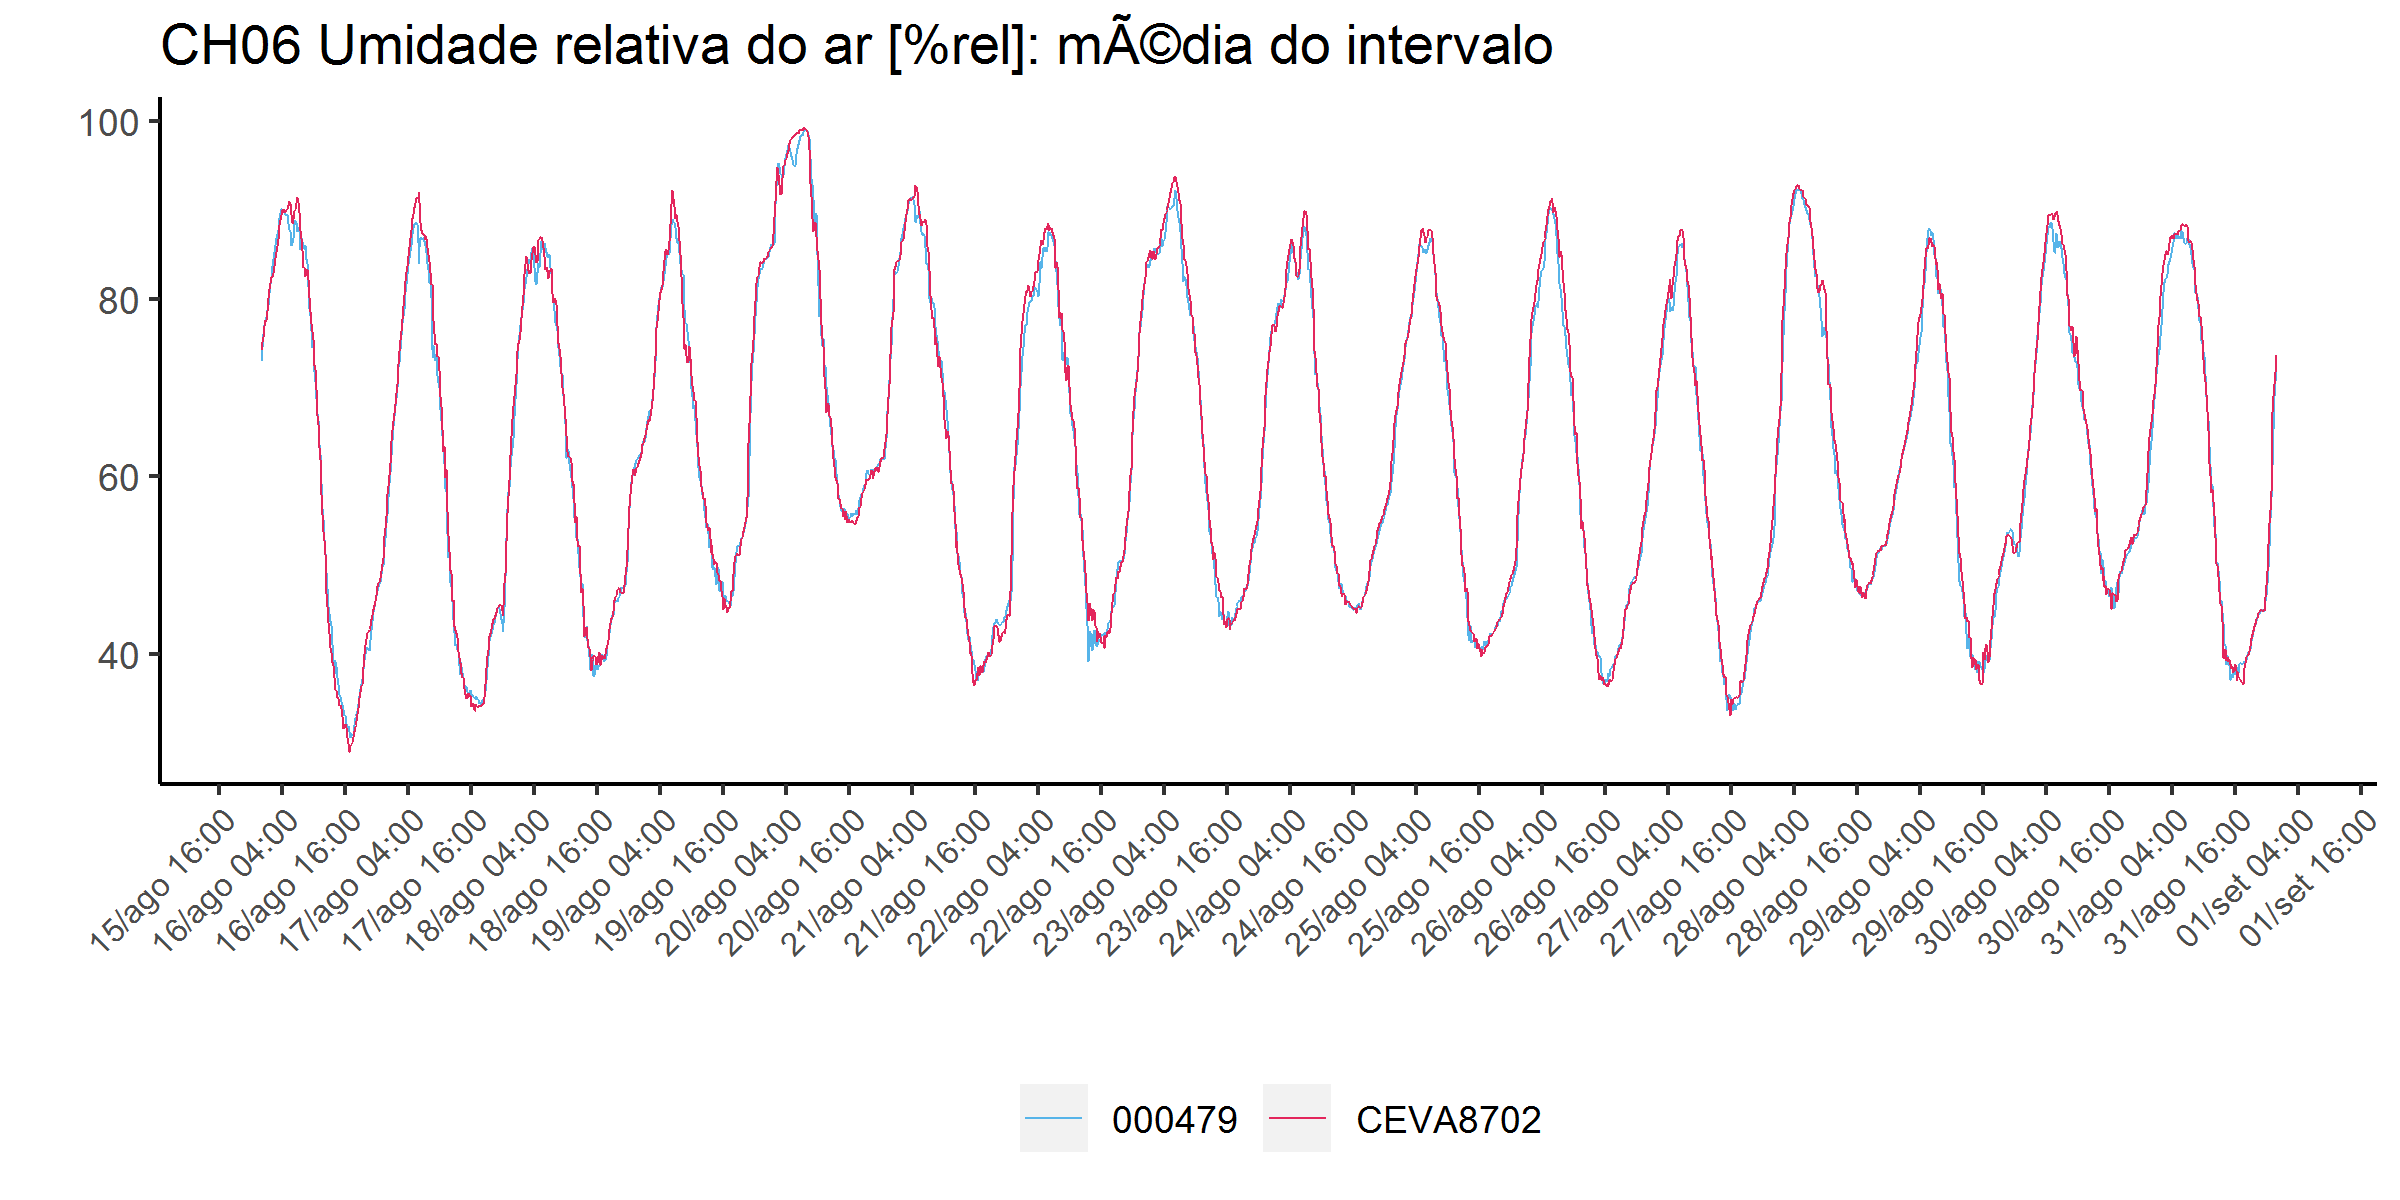 CH06 Umidade relativa do ar [%rel]: mÃ©dia do intervalo
100
80
60
40
15/ago 16:00
16/ago 04:00
16/ago 16:00
17/ago 04:00
17/ago 16:00
18/ago 04:00
18/ago 16:00
19/ago 04:00
19/ago 16:00
20/ago 04:00
20/ago 16:00
21/ago 04:00
21/ago 16:00
22/ago 04:00
22/ago 16:00
23/ago 04:00
23/ago 16:00
24/ago 04:00
24/ago 16:00
25/ago 04:00
25/ago 16:00
26/ago 04:00
26/ago 16:00
27/ago 04:00
27/ago 16:00
28/ago 04:00
28/ago 16:00
29/ago 04:00
29/ago 16:00
30/ago 04:00
30/ago 16:00
31/ago 04:00
31/ago 16:00
01/set 04:00
01/set 16:00
000479 CEVA8702